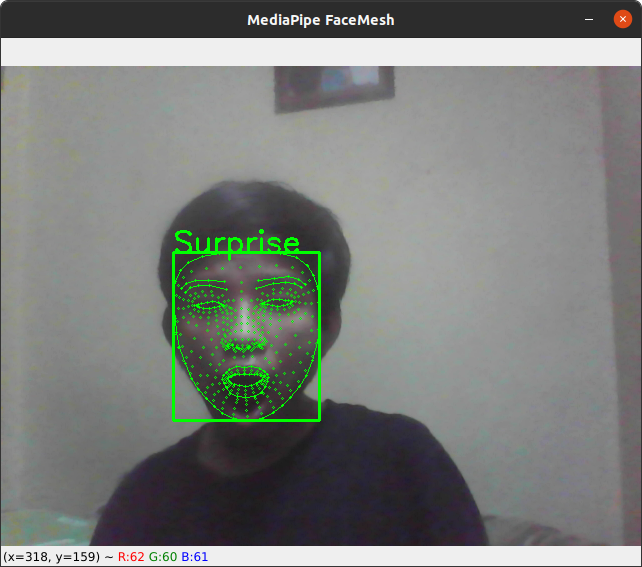 MediaPipe FaceMesh
Surprise
(x=318, y=159) ~ R:62 G:60 B:61